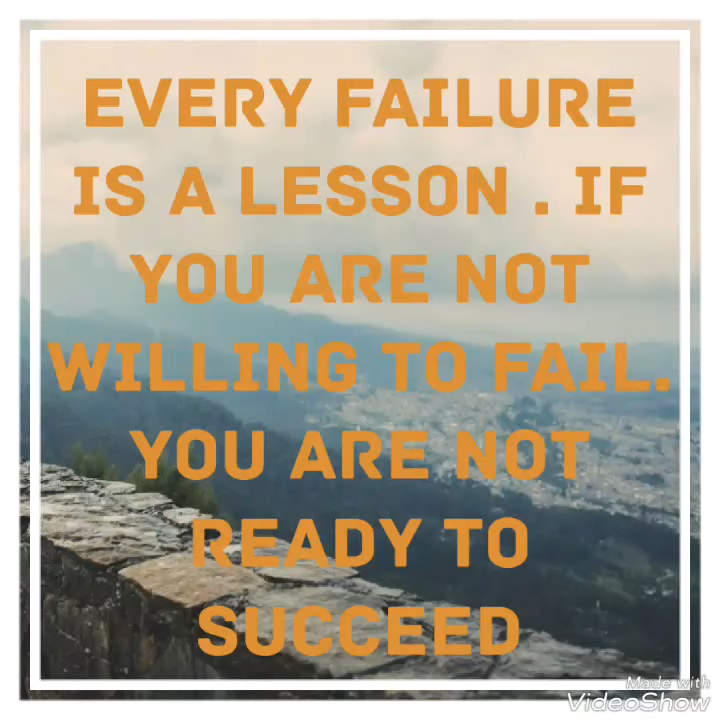 EVERY FAILURE
IS A LESSON . IF
YOU ARE NOT
WILLING TO FAIL.
YOU ARE NOT
READY TO
SUCCEED
Made with
VideoShow